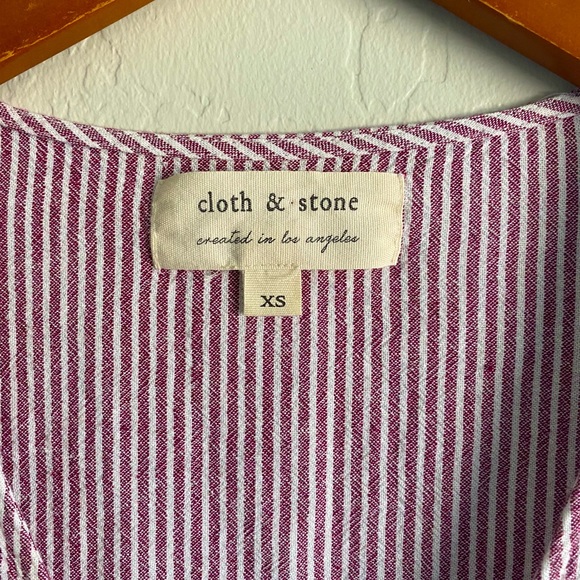 cloth & stone
created in los angeles
XS